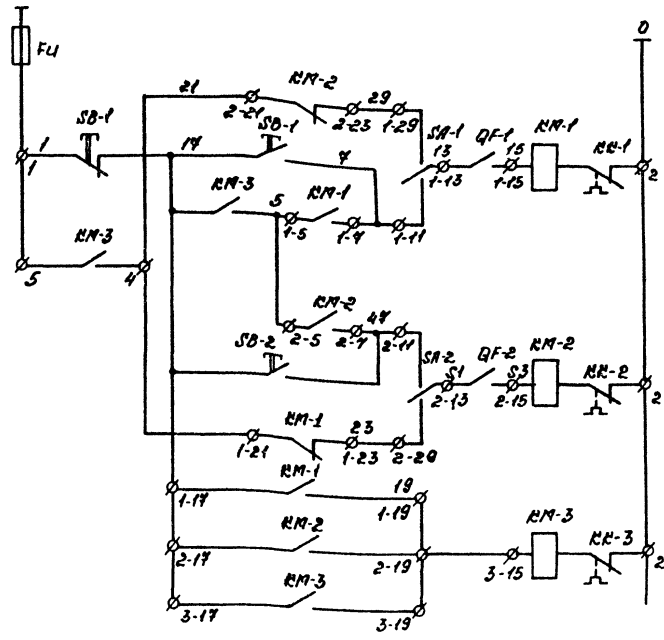 0
FU
21
KM-2
29
SB-1
2-21
2-23
1-29
1
17
SB-1
7
SA-1
13
QF-1
15
KM-1
KK-1
1
1-13
1-15
2
KM-3
5
KM-1
KM-3
1-5
1-7
1-11
5
4
KM-2
47
SB-2
2-5
2-7
2-11
SA-2
51
QF-2
53
KM-2
KK-2
2-13
2-15
2
KM-1
23
1-21
1-23
2-29
KM-1
19
1-17
1-19
KM-2
KM-3
KK-3
2-17
2-19
3-15
2
KM-3
3-17
3-19